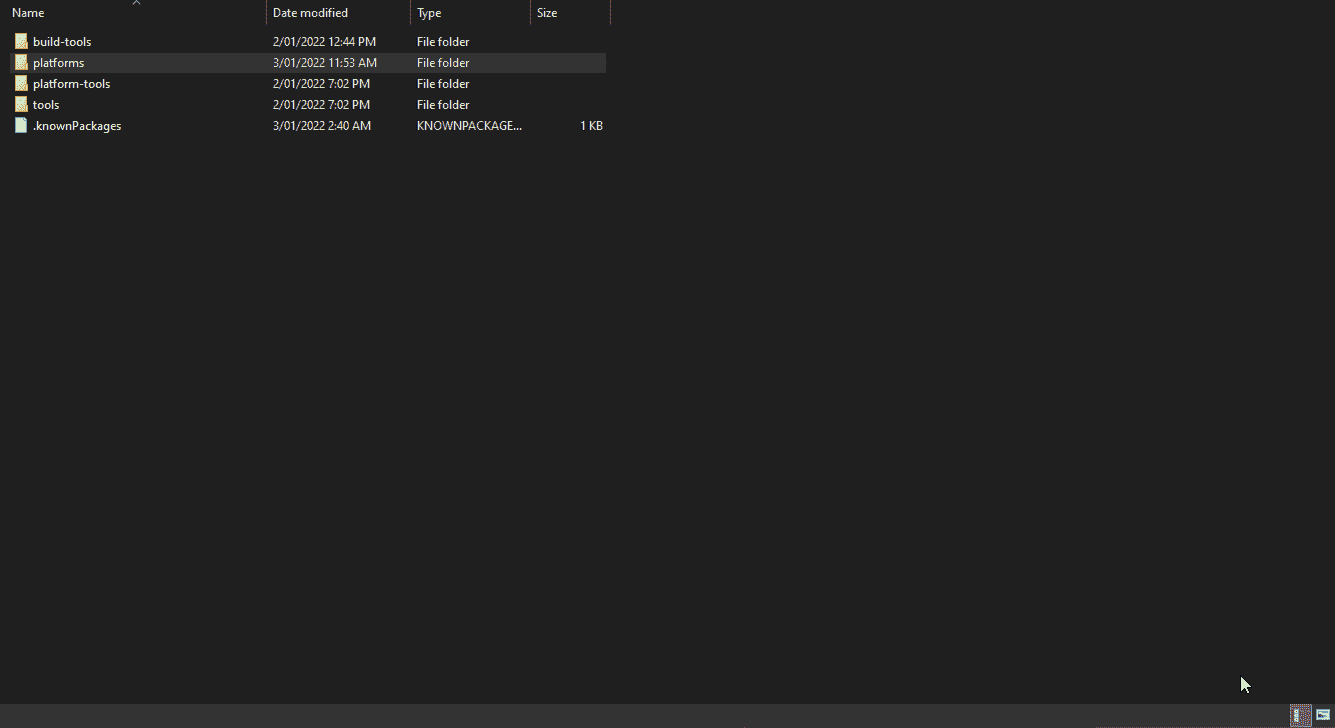 Name Date modified Type Size
build-tools 2/01/2022 12:44 PM File folder
platforms 3/01/2022 11:53 AM File folder
platform-tools 2/01/2022 7:02 PM File folder
tools 2/01/2022 7:02 PM File folder
.knownPackages 3/01/2022 2:40 AM KNOWNPACKAGE... 1 KB